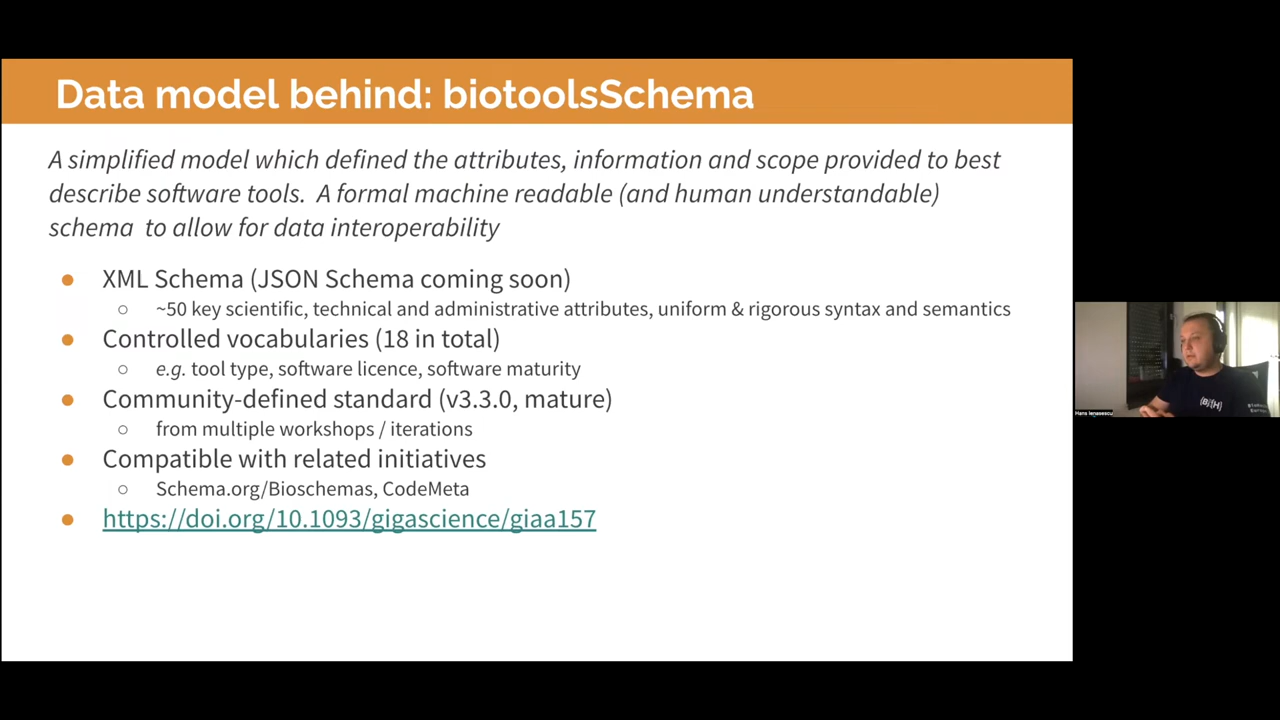 Data model behind: biotoolsSchema
A simplified model which defined the attributes, information and scope provided to best
describe software tools. A formal machine readable (and human understandable)
schema to allow for data interoperability
● XML Schema (JSON Schema coming soon)
○ ~50 key scientific, technical and administrative attributes, uniform & rigorous syntax and semantics
● Controlled vocabularies (18 in total)
○ e.g. tool type, software licence, software maturity
● Community-defined standard (v3.3.0, mature)
○ from multiple workshops / iterations
● Compatible with related initiatives
○ Schema.org/Bioschemas, CodeMeta
● https://doi.org/10.1093/gigascience/giaa157
Hans Ienasescu